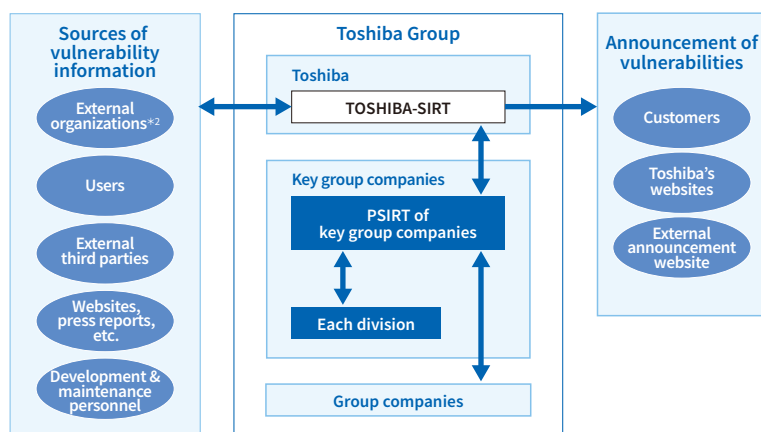 Sources of
vulnerability
information
External
organizations*2
Users
External
third parties
Websites,
press reports,
etc.
Development &
maintenance
personnel
Toshiba Group
Toshiba
TOSHIBA-SIRT
Key group companies
PSIRT of
key group companies
Each division
Group companies
Announcement of
vulnerabilities
Customers
Toshiba's
websites
External
announcement
website